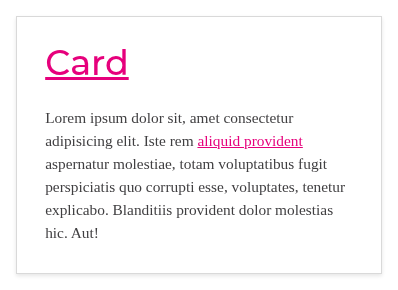 Card
Lorem ipsum dolor sit, amet consectetur
adipisicing elit. Iste rem aliquid provident
aspernatur molestiae, totam voluptatibus fugit
perspiciatis quo corrupti esse, voluptates, tenetur
explicabo. Blanditiis provident dolor molestias
hic. Aut!